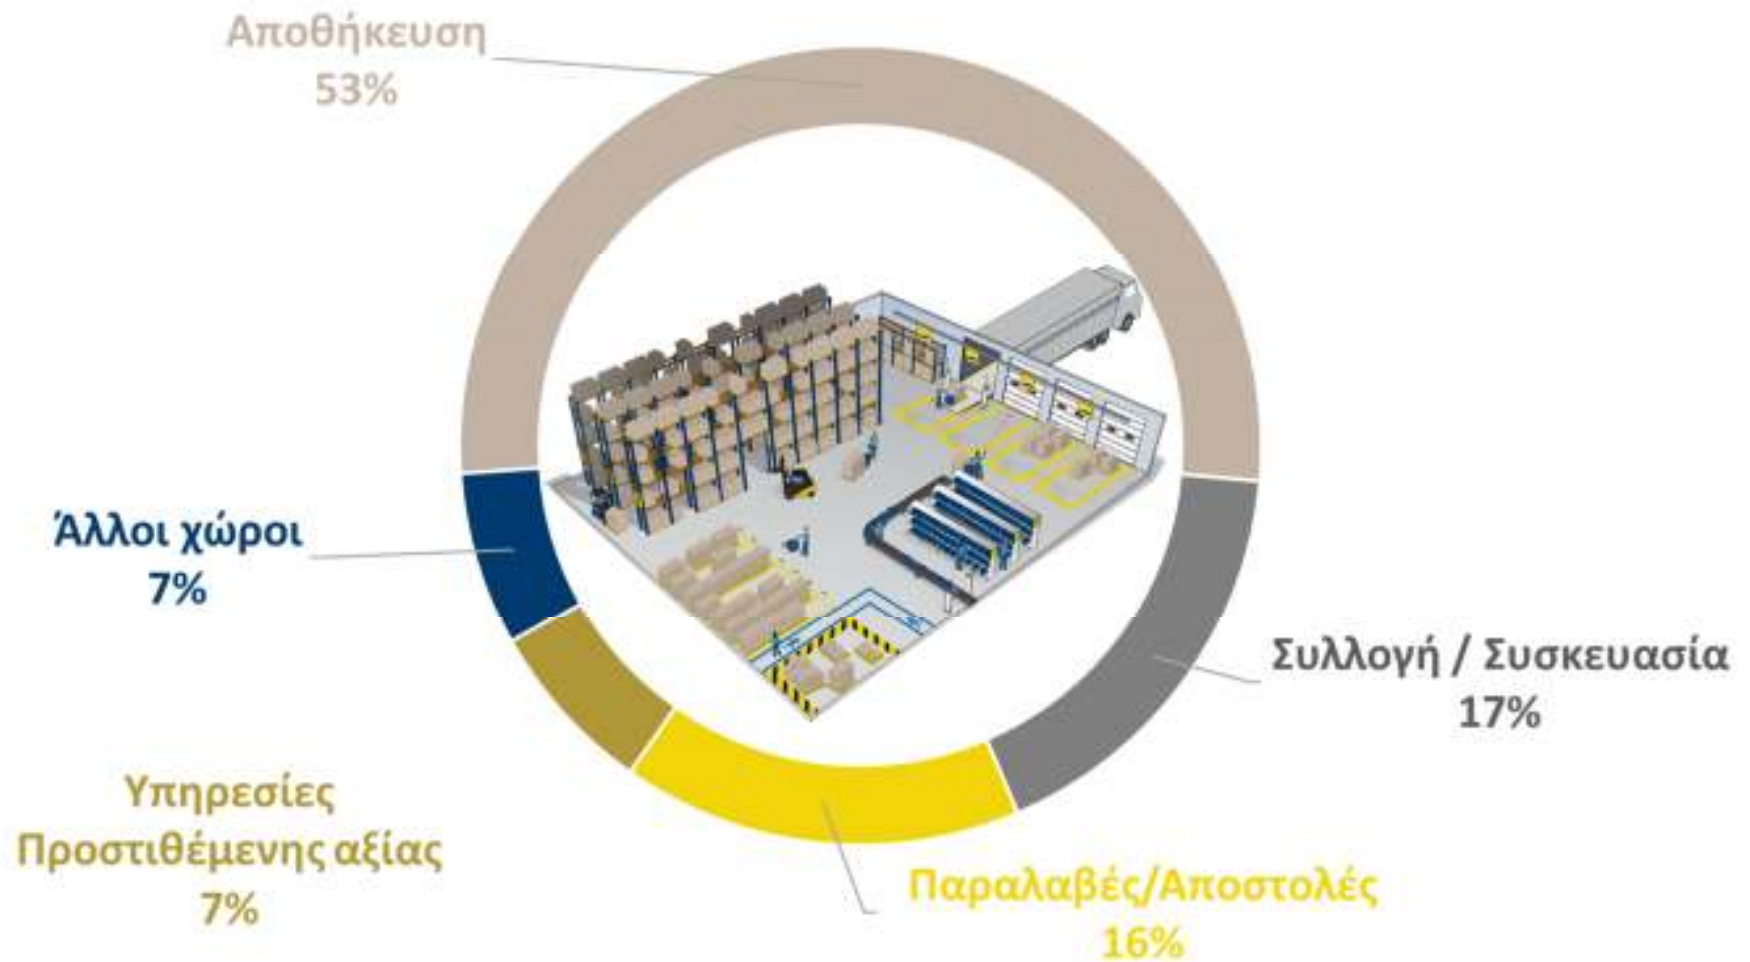 Αποθήκευση
53%
Άλλοι χώροι
7%
Συλλογή / Συσκευασία
17%
Υπηρεσίες
Προστιθέμενης αξίας
7%
Παραλαβές/Αποστολές
16%